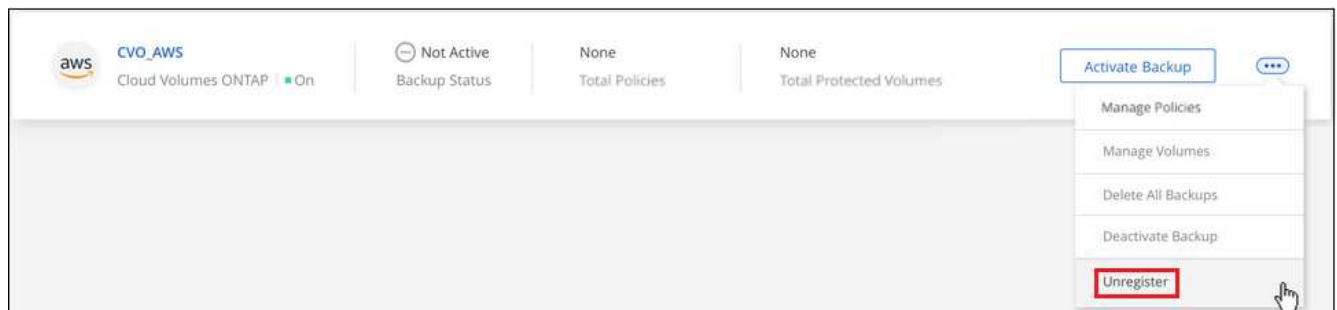 aws
CVO_AWS
Cloud Volumes ONTAP
On
Not Active
Backup Status
None
Total Policies
None
Total Protected Volumes
Activate Backup
Manage Policies
Manage Volumes
Delete All Backups
Deactivate Backup
Unregister